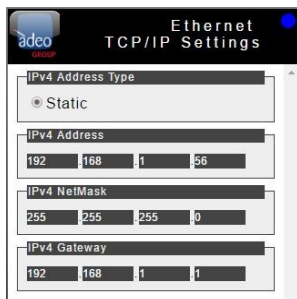 adeo
GROUP
Ethernet
TCP/IP Settings
IPv4 Address Type
Static
IPv4 Address
192 .168 .1 .56
IPv4 NetMask
255 .255 .255 .0
IPv4 Gateway
192 .168 .1 .1